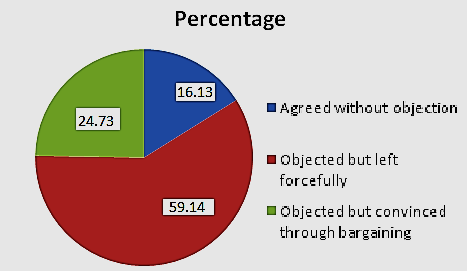 Percentage
16.13
24.73
59.14
Agreed without objection
Objected but left
forcefully
Objected but convinced
through bargaining